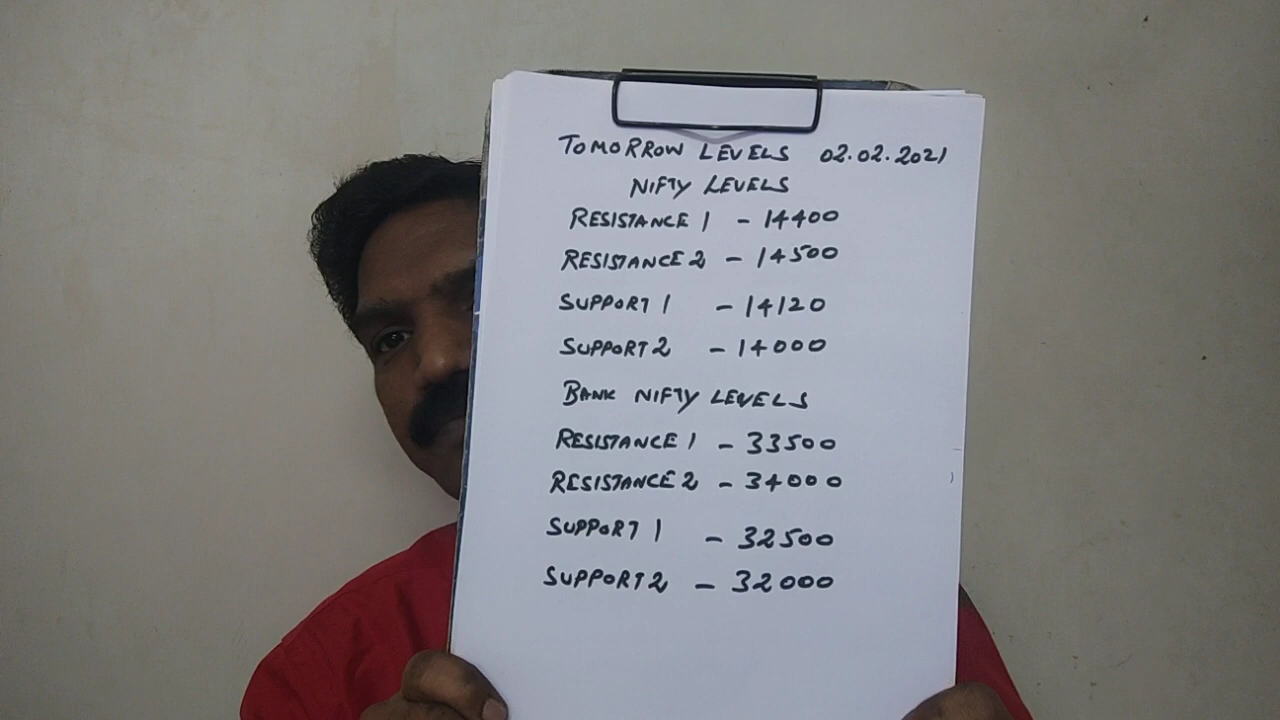 TOMORROW LEVELS 02.02.2021
NIFTY LEVELS
RESISTANCE 1 - 14400
RESISTANCE 2 - 14500
SUPPORT 1 - 14120
SUPPORT 2 - 14000
BANK NIFTY LEVELS
RESISTANCE 1 - 33500
RESISTANCE 2 - 34000
SUPPORT 1 - 32500
SUPPORT 2 - 32000